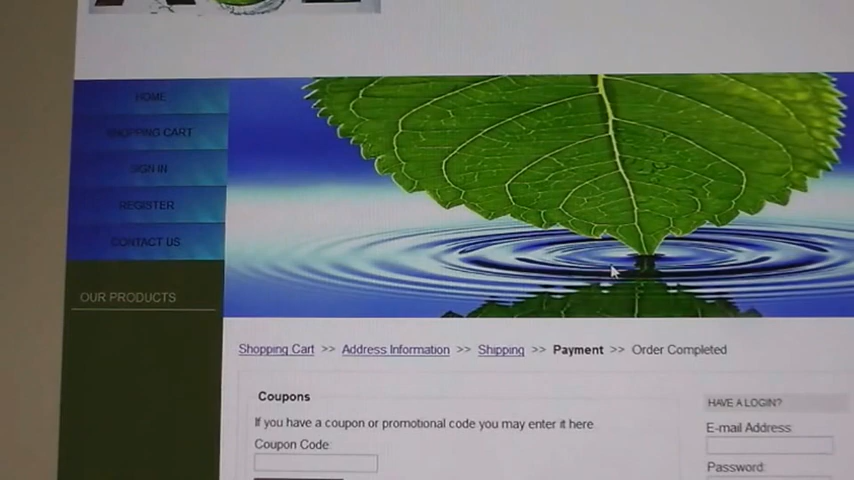 HOME
SHOPPING CART
SIGN IN
REGISTER
CONTACT US
OUR PRODUCTS
Shopping Cart >> Address Information >> Shipping >> Payment >> Order Completed
Coupons
If you have a coupon or promotional code you may enter it here
Coupon Code:
HAVE A LOGIN?
E-mail Address:
Password: